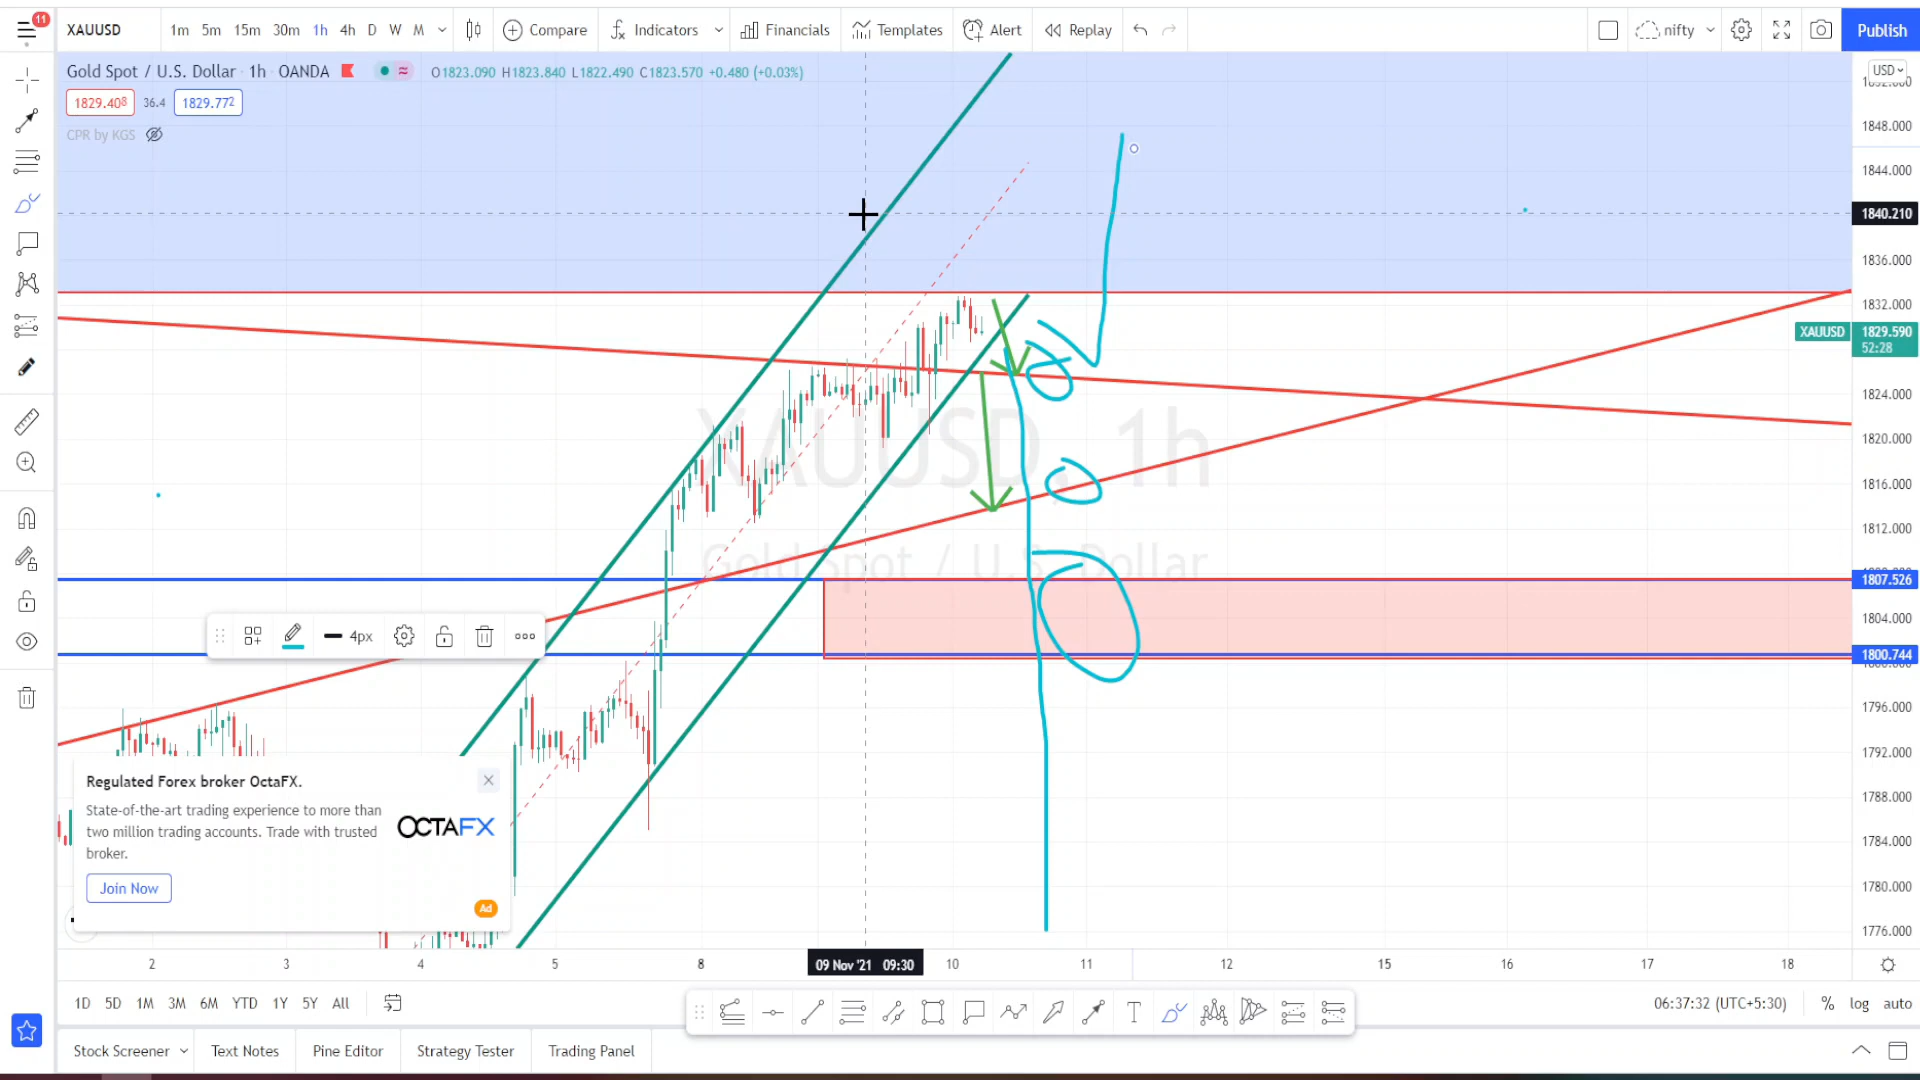 11
XAUUSD 1m 5m 15m 30m 1h 4h D W M Compare Indicators Financials Templates Alert Replay nifty Publish
Gold Spot / U.S. Dollar · 1h · OANDA O1823.090 H1823.840 L1822.490 C1823.570 +0.480 (+0.03%)
1829.408 36.4 1829.772
CPR by KGS
USD
1848.000
1844.000
1840.210
1836.000
1832.000
XAUUSD 1829.590
52:28
1824.000
1820.000
1816.000
1812.000
1807.526
1804.000
1800.744
1796.000
1792.000
1788.000
1784.000
1780.000
1776.000
XAUUSD, 1h
Gold Spot / U.S. Dollar
4px
Regulated Forex broker OctaFX.
State-of-the-art trading experience to more than
two million trading accounts. Trade with trusted
broker.
OCTAFX
Join Now
Ad
2 3 4 5 8 09 Nov '21 09:30 10 11 12 15 16 17 18
1D 5D 1M 3M 6M YTD 1Y 5Y All
06:37:32 (UTC+5:30) % log auto
Stock Screener Text Notes Pine Editor Strategy Tester Trading Panel